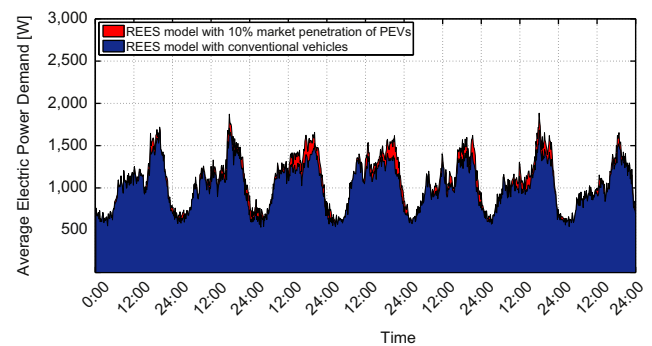 3,000
REES model with 10% market penetration of PEVs
REES model with conventional vehicles
2,500
2,000
1,500
1,000
500
Average Electric Power Demand [W]
0:00 12:00 24:00 12:00 24:00 12:00 24:00 12:00 24:00 12:00 24:00 12:00 24:00 12:00 24:00
Time